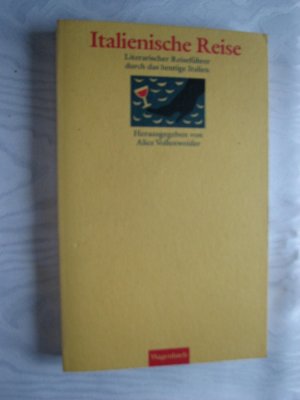 Italienische Reise
Literarischer Reiseführer
durch das heutige Italien
Herausgegeben von
Alice Vollenweider
Wagenbach